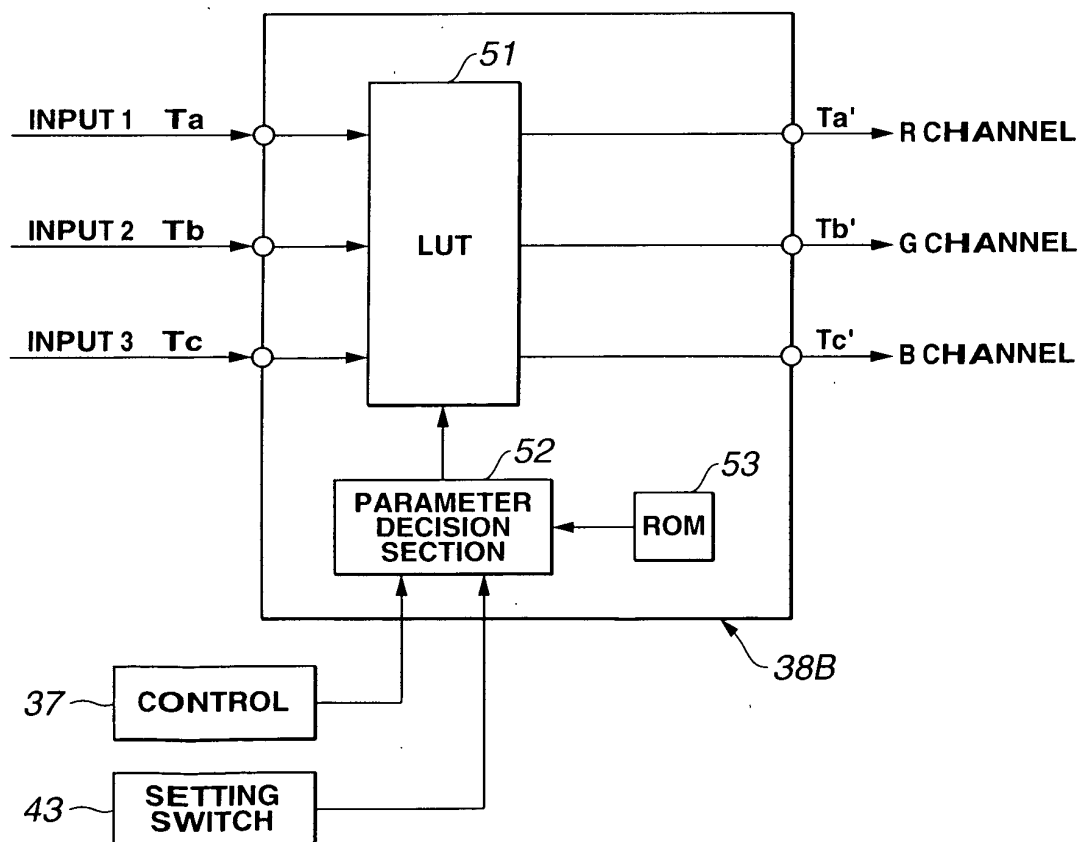 51
INPUT 1 Ta
Ta'
R CHANNEL
INPUT 2 Tb
LUT
Tb'
G CHANNEL
INPUT 3 Tc
Tc'
B CHANNEL
52
53
PARAMETER
DECISION
SECTION
ROM
38B
37
CONTROL
43
SETTING
SWITCH